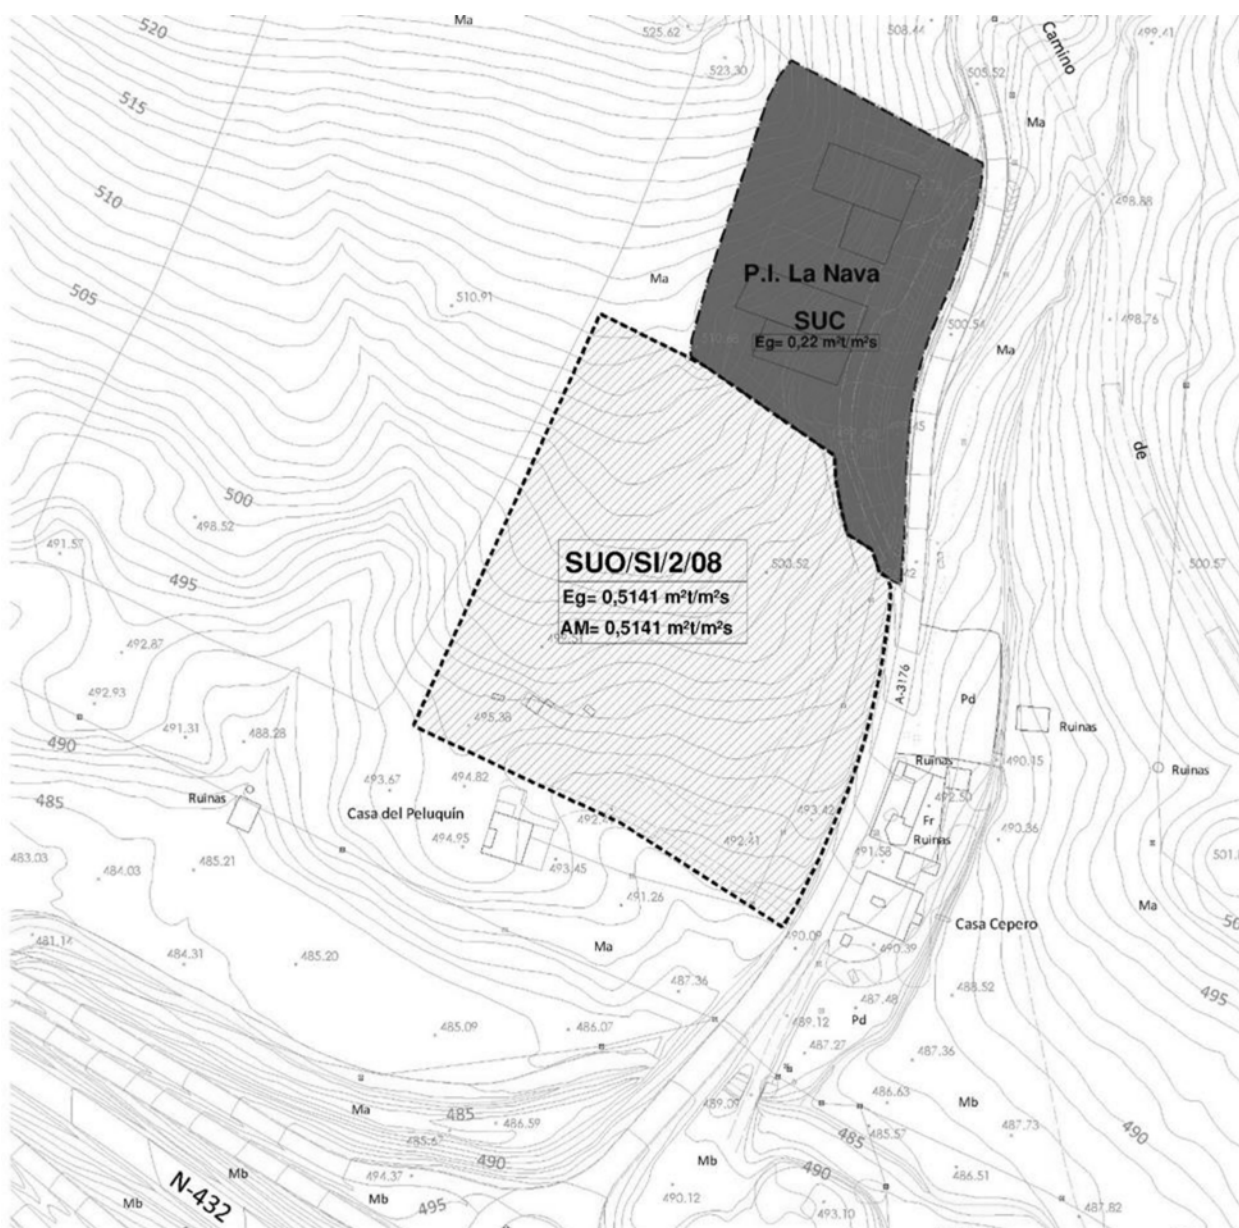 Ma
520
525.62
508.44
499.41
Camino
523.30
505.52
515
Ma
510
498.88
505
Ma
510.91
P.I. La Nava
SUC
Eg= 0,22 m²t/m²s
500.54
498.76
Ma
de
500
498.52
491.57
495
SUO/SI/2/08
Eg= 0,5141 m²t/m²s
AM= 0,5141 m²t/m²s
503.52
500.57
492.87
492.93
491.31
488.28
490
495.38
A-3176
Pd
Ruinas
Ruinas
490.15
Ruinas
485
Ruinas
493.67
494.82
Casa del Peluquín
493.42
492.50
Fr
Ruinas
490.36
483.03
484.03
485.21
494.95
493.45
492.41
491.58
491.26
Ma
Casa Cepero
481.14
484.31
485.20
Ma
490.09
490.39
487.36
488.52
495
485.09
486.07
489.12
487.48
Pd
487.27
487.36
Ma
485
486.59
489.09
486.63
Mb
485
485.57
487.73
490
494.37
490
Mb
490
486.51
N-432
Mb
Mb
Mb
495
490.12
493.10
487.82